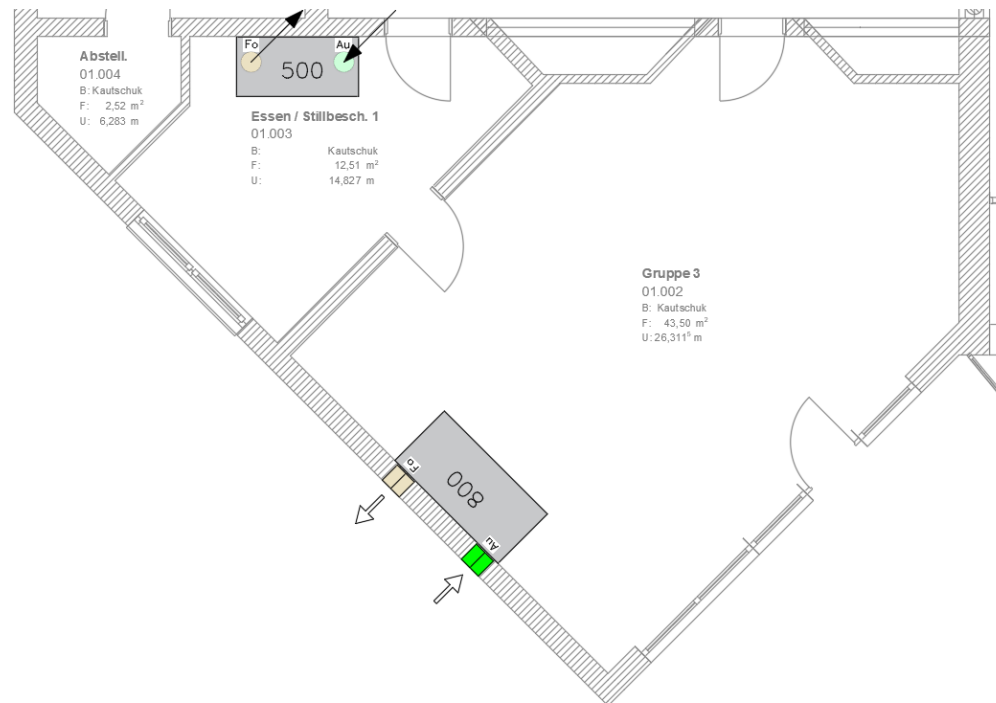 Abstell.
01.004
B: Kautschuk
F: 2,52 m²
U: 6,283 m
Fo
Au
500
Essen / Stillbesch. 1
01.003
B: Kautschuk
F: 12,51 m²
U: 14,827 m
Gruppe 3
01.002
B: Kautschuk
F: 43,50 m²
U: 26,311⁵ m
Fo
800
Au